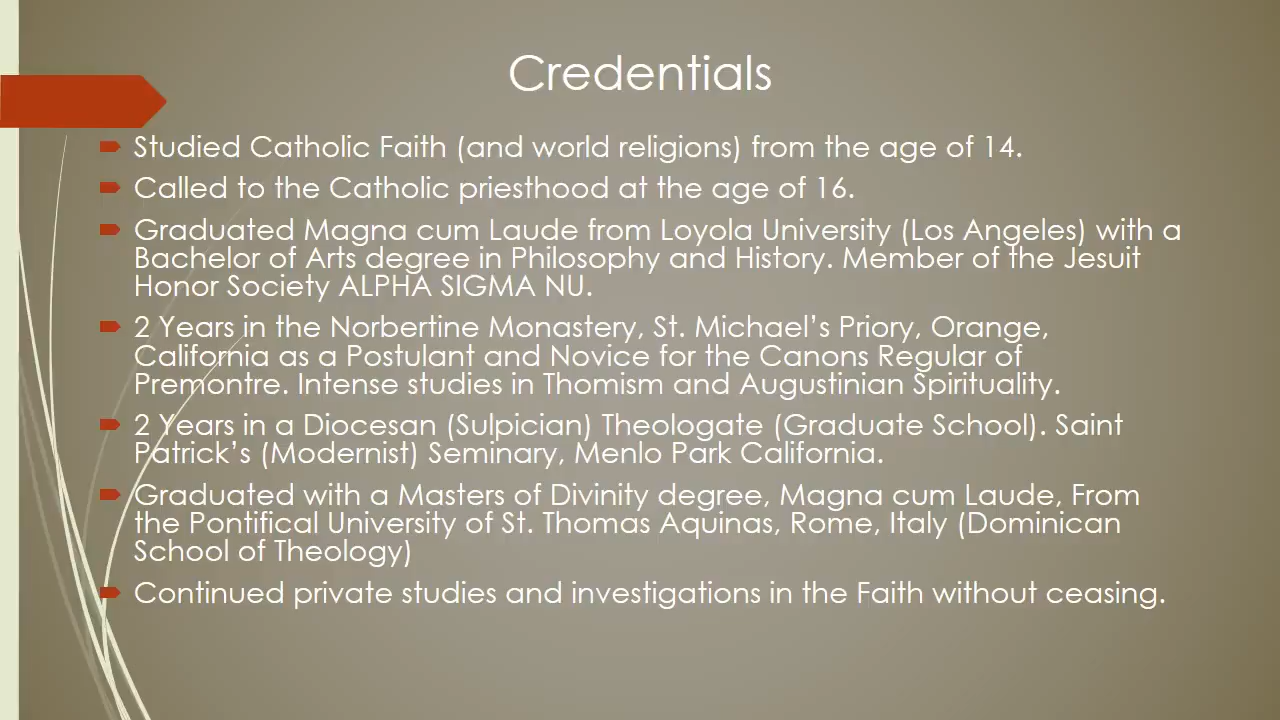 Credentials
Studied Catholic Faith (and world religions) from the age of 14.
Called to the Catholic priesthood at the age of 16.
Graduated Magna cum Laude from Loyola University (Los Angeles) with a
Bachelor of Arts degree in Philosophy and History. Member of the Jesuit
Honor Society ALPHA SIGMA NU.
2 Years in the Norbertine Monastery, St. Michael's Priory, Orange,
California as a Postulant and Novice for the Canons Regular of
Premontre. Intense studies in Thomism and Augustinian Spirituality.
2 Years in a Diocesan (Sulpician) Theologate (Graduate School). Saint
Patrick's (Modernist) Seminary, Menlo Park California.
Graduated with a Masters of Divinity degree, Magna cum Laude, From
the Pontifical University of St. Thomas Aquinas, Rome, Italy (Dominican
School of Theology)
Continued private studies and investigations in the Faith without ceasing.